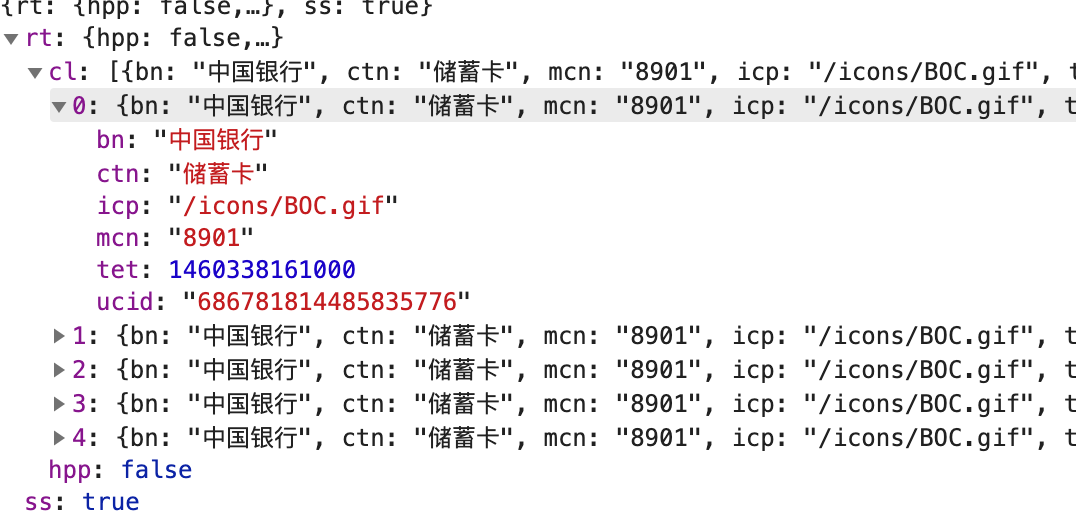 {rt: {hpp: false,…}, ss: true}
▼rt: {hpp: false,…}
▼cl: [{bn: "中国银行", ctn: "储蓄卡", mcn: "8901", icp: "/icons/BOC.gif", t
▼0: {bn: "中国银行", ctn: "储蓄卡", mcn: "8901", icp: "/icons/BOC.gif", t
bn: "中国银行"
ctn: "储蓄卡"
icp: "/icons/BOC.gif"
mcn: "8901"
tet: 1460338161000
ucid: "686781814485835776"
▶1: {bn: "中国银行", ctn: "储蓄卡", mcn: "8901", icp: "/icons/BOC.gif", t
▶2: {bn: "中国银行", ctn: "储蓄卡", mcn: "8901", icp: "/icons/BOC.gif", t
▶3: {bn: "中国银行", ctn: "储蓄卡", mcn: "8901", icp: "/icons/BOC.gif", t
▶4: {bn: "中国银行", ctn: "储蓄卡", mcn: "8901", icp: "/icons/BOC.gif", t
hpp: false
ss: true